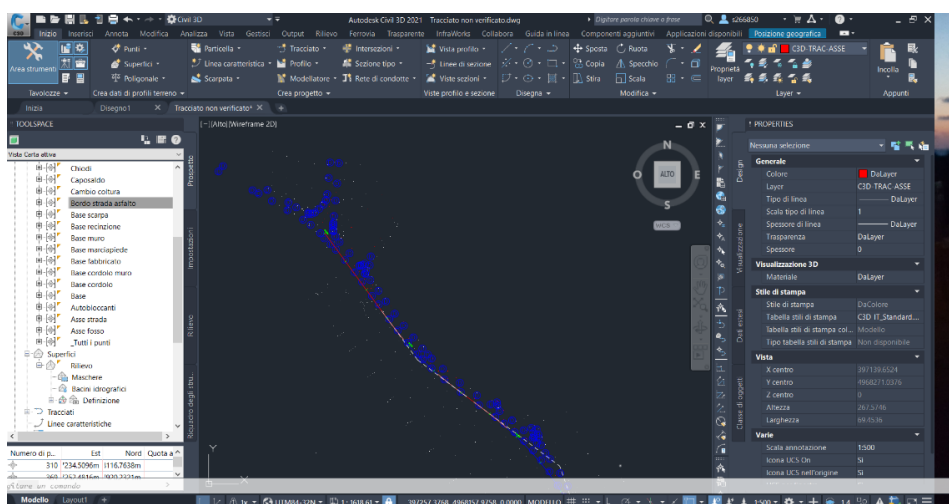 Civil 3D
Autodesk Civil 3D 2021 Tracciato non verificato.dwg
Digitare parola chiave o frase
s266850
Inizio Inserisci Annota Modifica Analizza Vista Gestisci Output Rilievo Ferrovia Trasparente InfraWorks Collabora Guida in linea Componenti aggiuntivi Applicazioni disponibili Posizione geografica
Area strumenti
Punti
Superfici
Poligonale
Particella
Linea caratteristica
Scarpata
Tracciato
Profilo
Modellatore
Intersezioni
Sezione tipo
Rete di condotte
Vista profilo
Linee di sezione
Viste sezioni
Sposta
Ruota
Copia
Specchio
Stira
Scala
Proprietà layer
C3D-TRAC-ASSE
Incolla
Tavolozze
Crea dati di profili terreno
Crea progetto
Viste profilo e sezione
Disegna
Modifica
Layer
Appunti
Inizia
Disegno1
Tracciato non verificato*
TOOLSPACE
Vista Carta attiva
Chiodi
Caposaldo
Cambio coltura
Bordo strada asfalto
Base scarpa
Base recinzione
Base muro
Base marciapiede
Base fabbricato
Base cordolo muro
Base cordolo
Base
Autobloccanti
Asse strada
Asse fosso
_Tutti i punti
Superfici
Rilievo
Maschere
Bacini idrografici
Definizione
Tracciati
Linee caratteristiche
Prospetto
Impostazioni
Rilievo
Numero di p... Est Nord Quota a
[-][Alto][Wireframe 2D]
N
O
ALTO
E
S
WCS
Y
X
PROPERTIES
Nessuna selezione
Design
Visualizzazione
Dati estesi
Classe di oggetti
Generale
Colore DaLayer
Layer C3D-TRAC-ASSE
Tipo di linea DaLayer
Scala tipo di linea 1
Spessore di linea DaLayer
Trasparenza DaLayer
Spessore 0
Visualizzazione 3D
Materiale DaLayer
Stile di stampa
Stile di stampa DaColore
Tabella stili di stampa C3D IT_Standard....
Tabella stili di stampa col... Modello
Tipo tabella stili di stampa Non disponibile
Vista
X centro 397139.6524
Y centro 4968271.0376
Z centro 0
Altezza 267.5746
Larghezza 69.4536
Varie
Scala annotazione 1:500
Icona UCS On Sì
Icona UCS nell'origine Sì
Modello
Layout1
UTM84-32N
1 : 1618.61
MODELLO
1:500